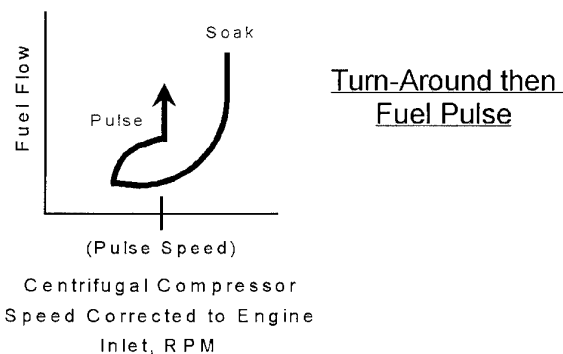 Soak
Turn-Around then
Fuel Pulse
Fuel Flow
Pulse
(Pulse Speed)
Centrifugal Compressor
Speed Corrected to Engine
Inlet, RPM